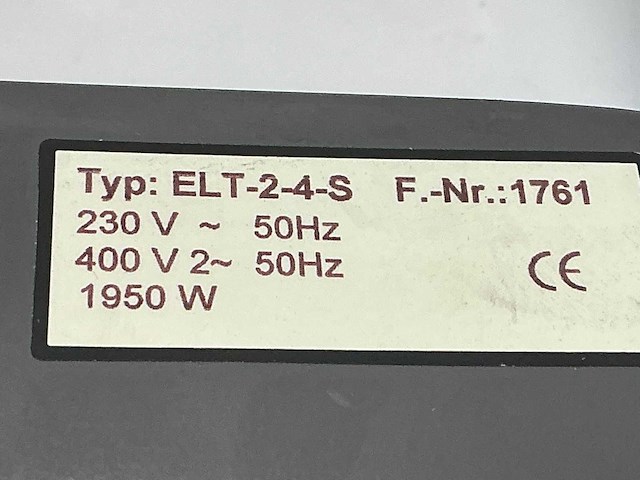 Typ: ELT-2-4-S F.-Nr.:1761
230 V ~ 50Hz
400 V 2~ 50Hz
1950 W
CE